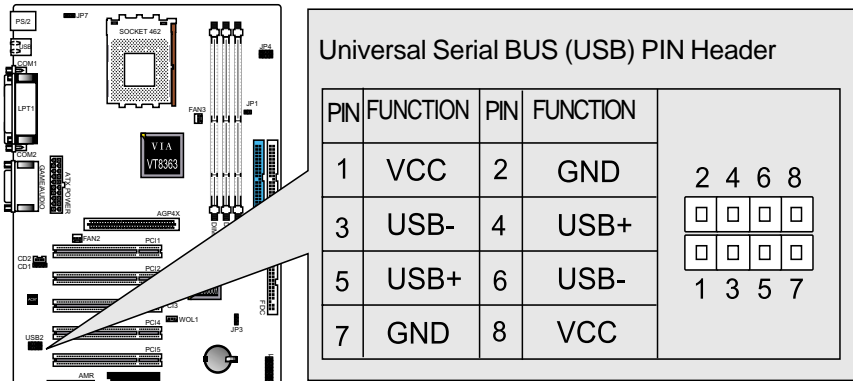 PS/2
JP7
SOCKET 462
USB
COM1
JP4
LPT1
FAN3
JP1
VIA
VT8363
COM2
GAME/AUDIO
ATX POWER
AGP4X
FAN2
PCI1
CD2
CD1
PCI2
PCI3
FDC
PCI4
WOL1
JP3
USB2
PCI5
AMR
Universal Serial BUS (USB) PIN Header
PIN FUNCTION PIN FUNCTION
1 VCC 2 GND
3 USB- 4 USB+
5 USB+ 6 USB-
7 GND 8 VCC
2 4 6 8
1 3 5 7